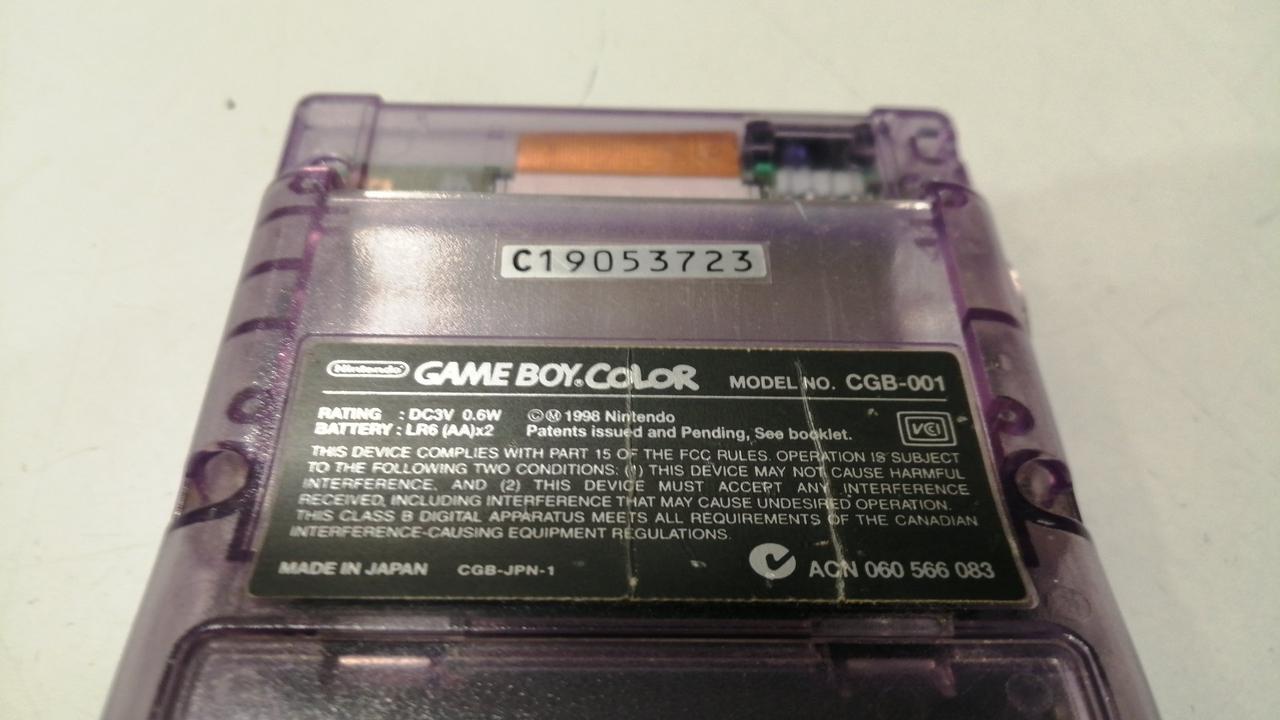 C19053723
Nintendo GAME BOY COLOR MODEL NO. CGB-001
RATING : DC3V 0.6W © Ⓜ 1998 Nintendo
BATTERY : LR6 (AA)x2 Patents issued and Pending, See booklet.
VCI
THIS DEVICE COMPLIES WITH PART 15 OF THE FCC RULES. OPERATION IS SUBJECT
TO THE FOLLOWING TWO CONDITIONS: (1) THIS DEVICE MAY NOT CAUSE HARMFUL
INTERFERENCE, AND (2) THIS DEVICE MUST ACCEPT ANY INTERFERENCE
RECEIVED, INCLUDING INTERFERENCE THAT MAY CAUSE UNDESIRED OPERATION.
THIS CLASS B DIGITAL APPARATUS MEETS ALL REQUIREMENTS OF THE CANADIAN
INTERFERENCE-CAUSING EQUIPMENT REGULATIONS.
MADE IN JAPAN CGB-JPN-1 ACN 060 566 083